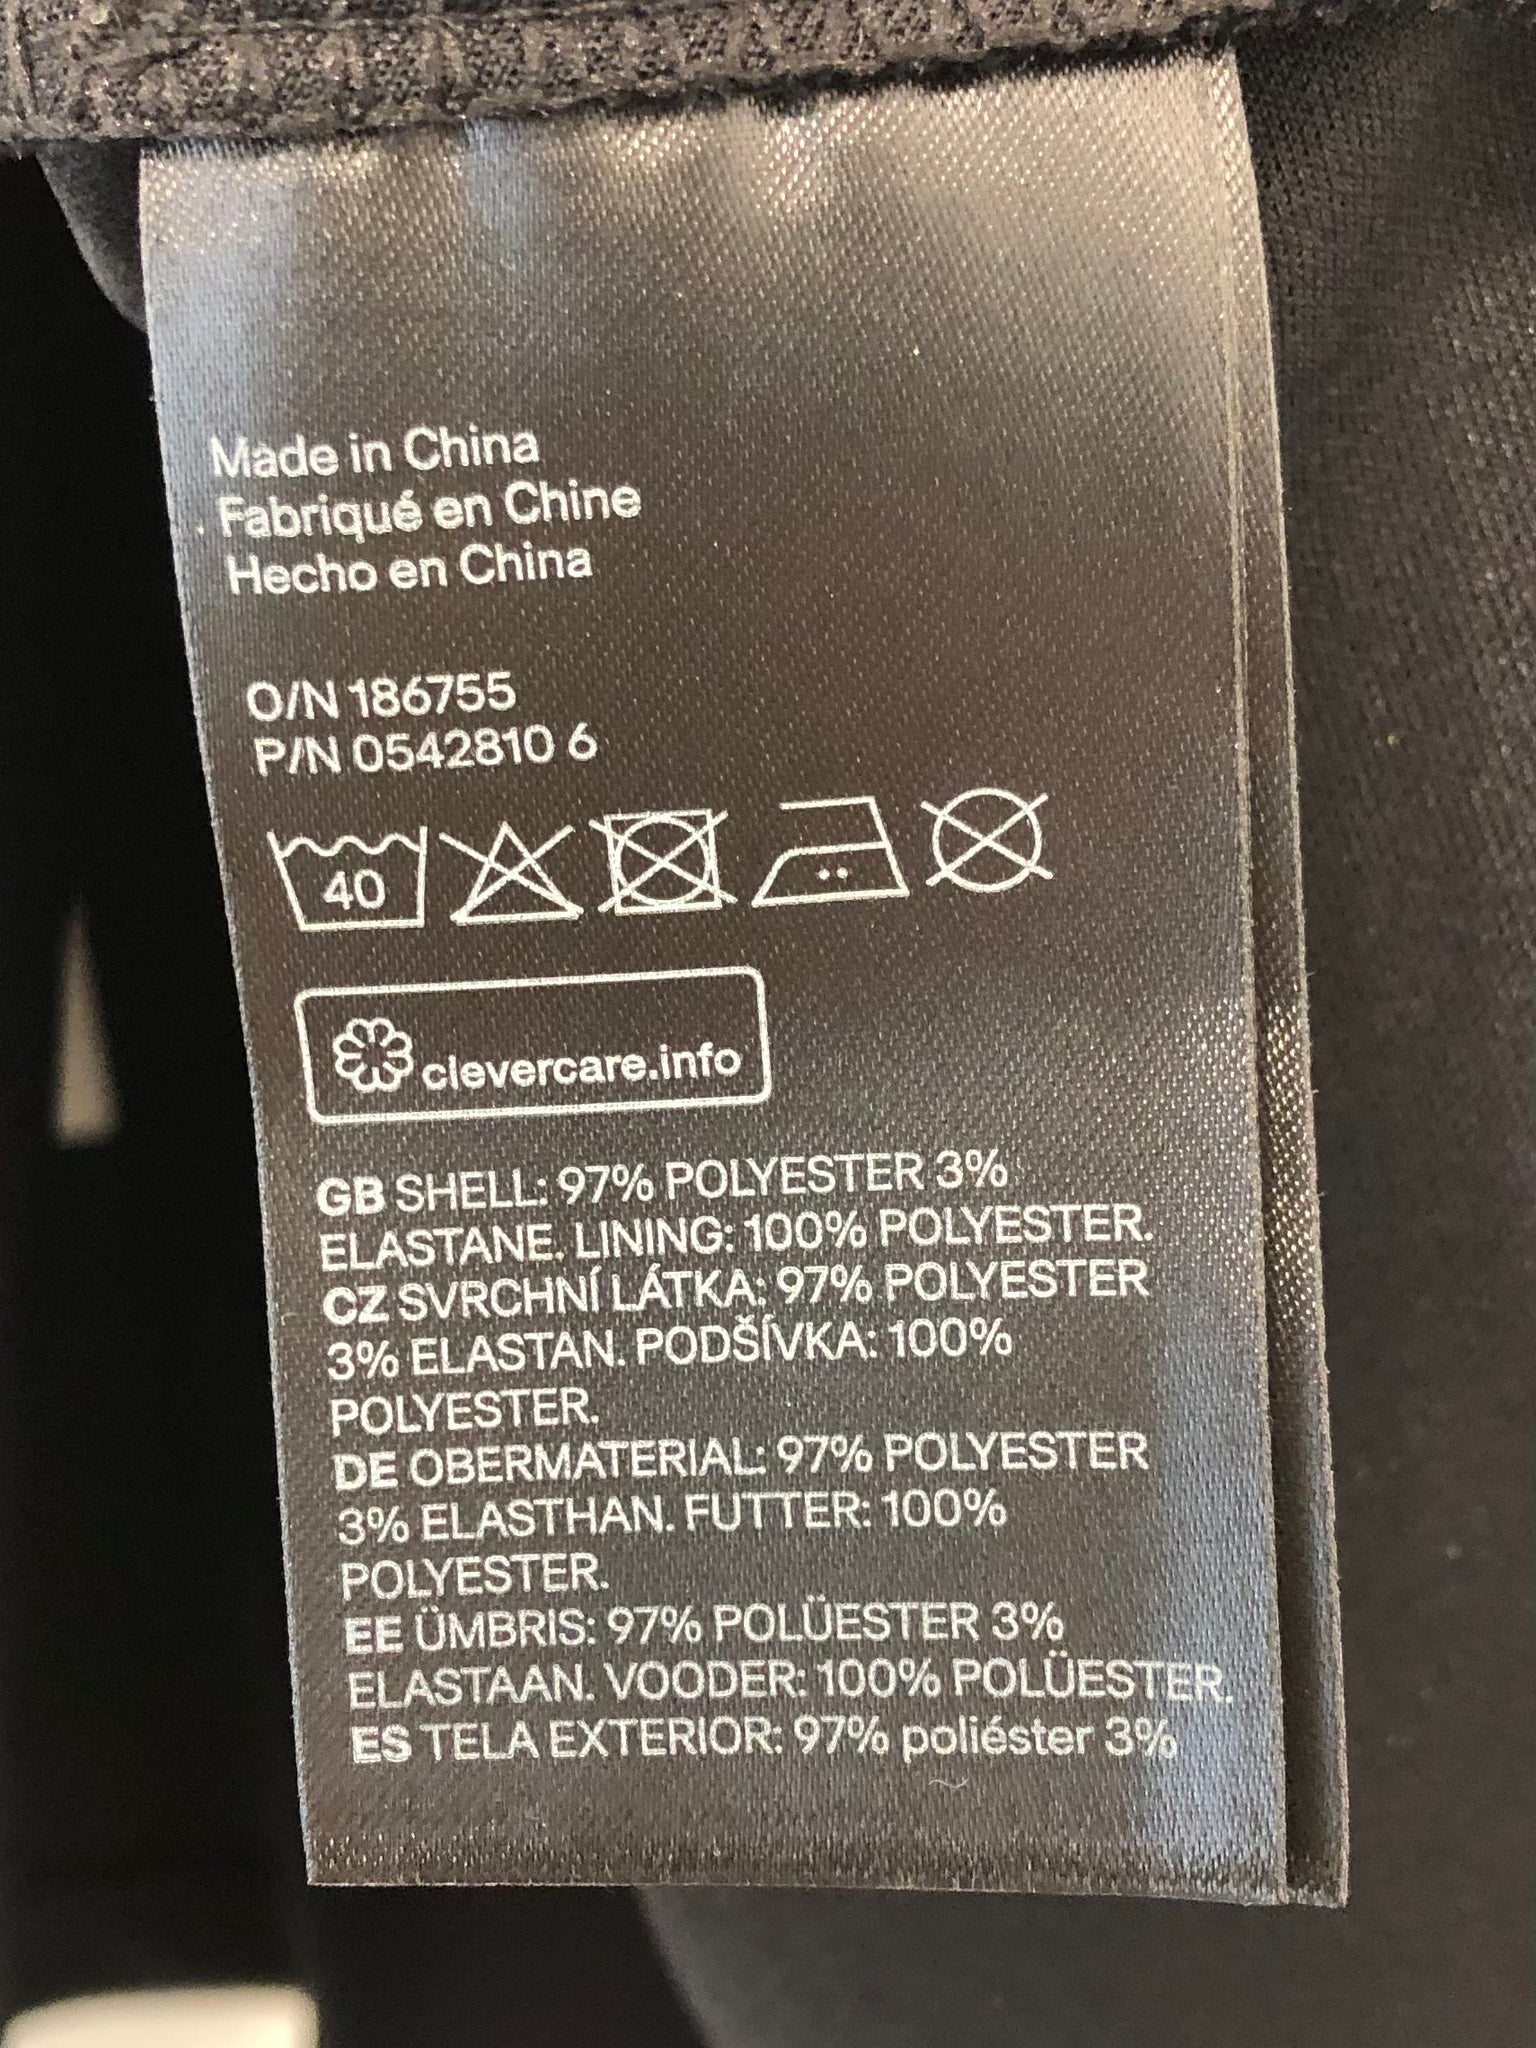 Made in China
Fabriqué en Chine
Hecho en China
O/N 186755
P/N 0542810 6
40
clevercare.info
GB SHELL: 97% POLYESTER 3%
ELASTANE. LINING: 100% POLYESTER.
CZ SVRCHNÍ LÁTKA: 97% POLYESTER
3% ELASTAN. PODŠÍVKA: 100%
POLYESTER.
DE OBERMATERIAL: 97% POLYESTER
3% ELASTHAN. FUTTER: 100%
POLYESTER.
EE ÜMBRIS: 97% POLÜESTER 3%
ELASTAAN. VOODER: 100% POLÜESTER.
ES TELA EXTERIOR: 97% poliéster 3%